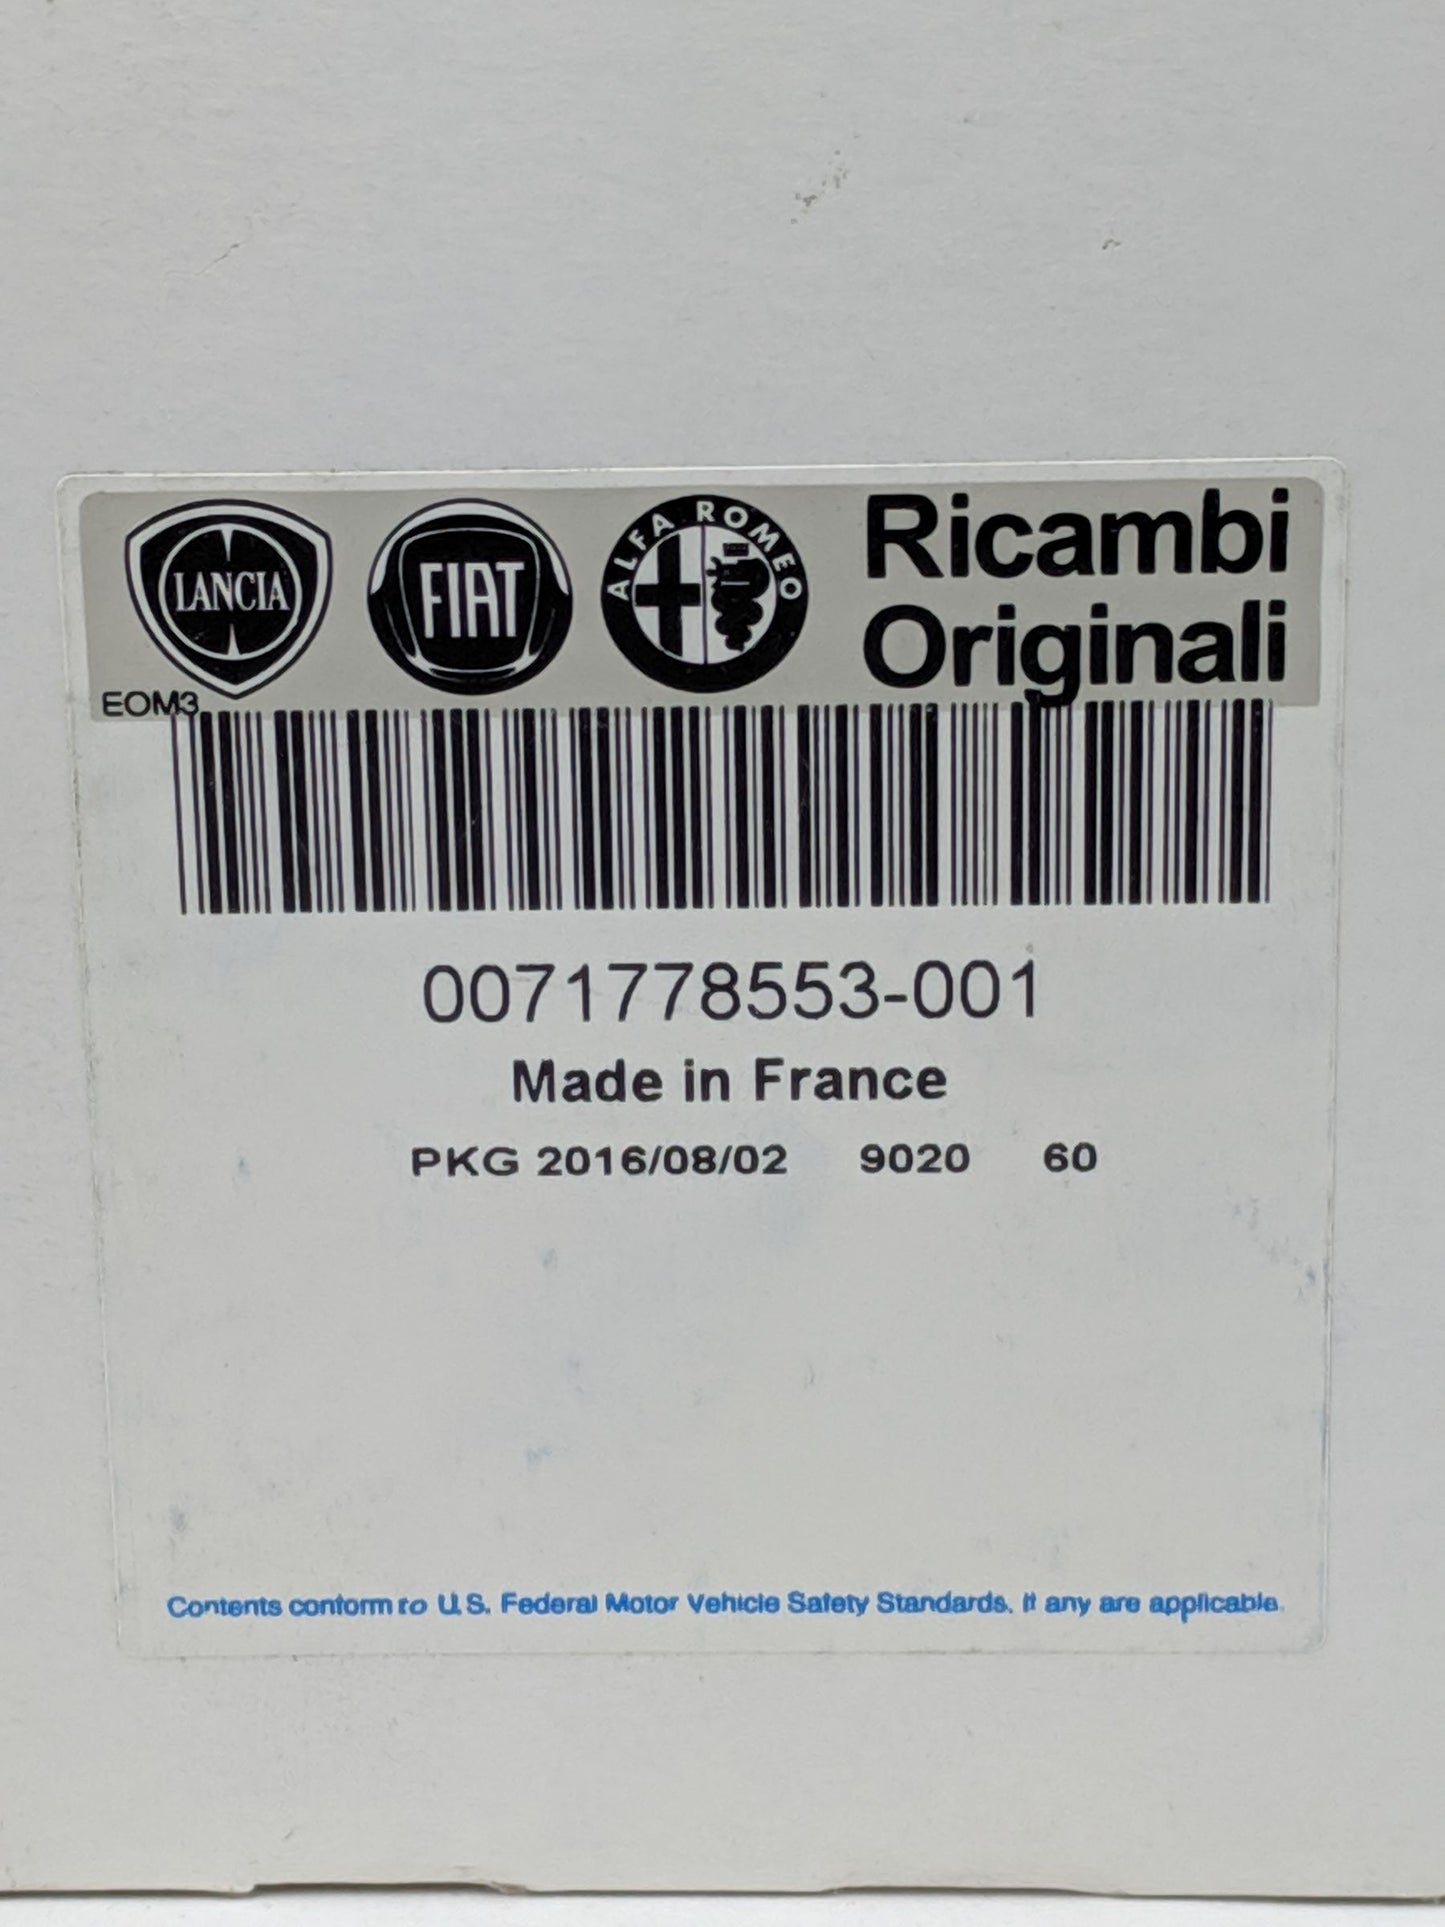 LANCIA
FIAT
ALFA ROMEO
Ricambi
Originali
EOM3
0071778553-001
Made in France
PKG 2016/08/02 9020 60
Contents conform to U.S. Federal Motor Vehicle Safety Standards, if any are applicable.